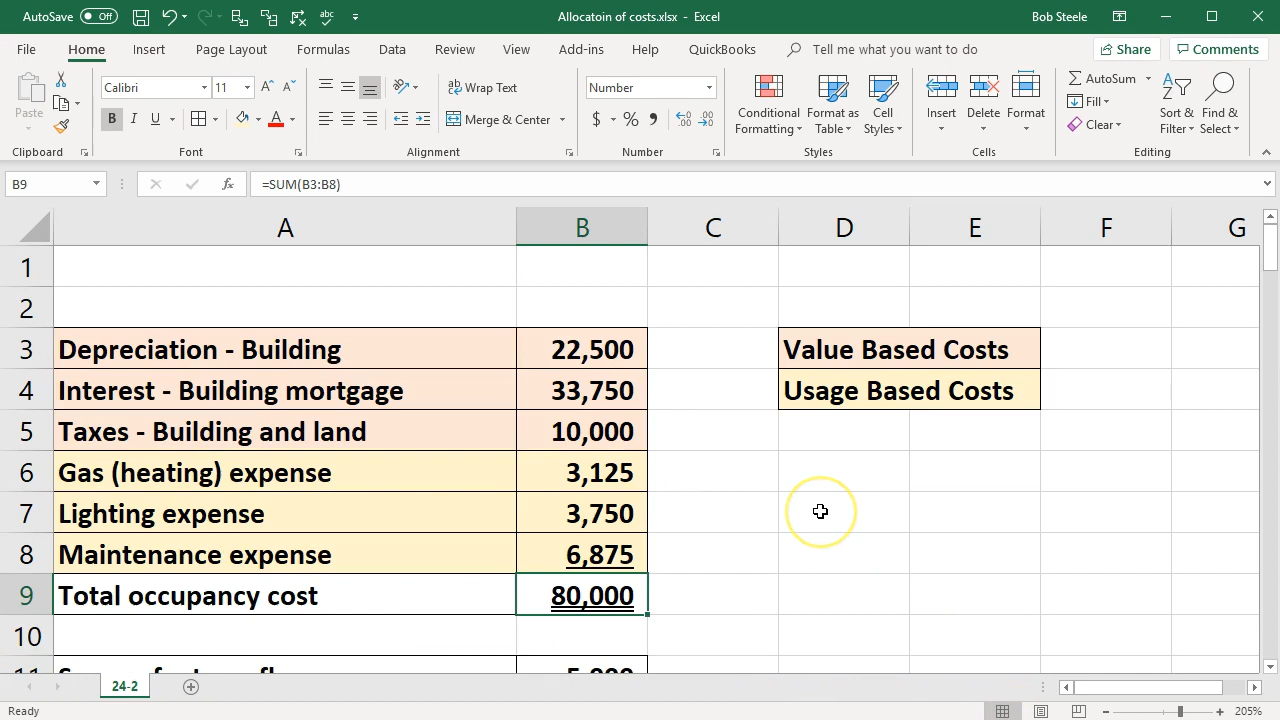 AutoSave Off Allocatoin of costs.xlsx - Excel Bob Steele
File Home Insert Page Layout Formulas Data Review View Add-ins Help QuickBooks Tell me what you want to do Share Comments
Calibri 11 A A Wrap Text Number AutoSum
Paste B I U A Merge & Center $ % , Conditional Formatting Format as Table Cell Styles Insert Delete Format Fill Clear Sort & Filter Find & Select
Clipboard Font Alignment Number Styles Cells Editing
B9 fx =SUM(B3:B8)
A B C D E F G
1
2
3 Depreciation - Building 22,500 Value Based Costs
4 Interest - Building mortgage 33,750 Usage Based Costs
5 Taxes - Building and land 10,000
6 Gas (heating) expense 3,125
7 Lighting expense 3,750
8 Maintenance expense 6,875
9 Total occupancy cost 80,000
10
24-2
Ready 205%